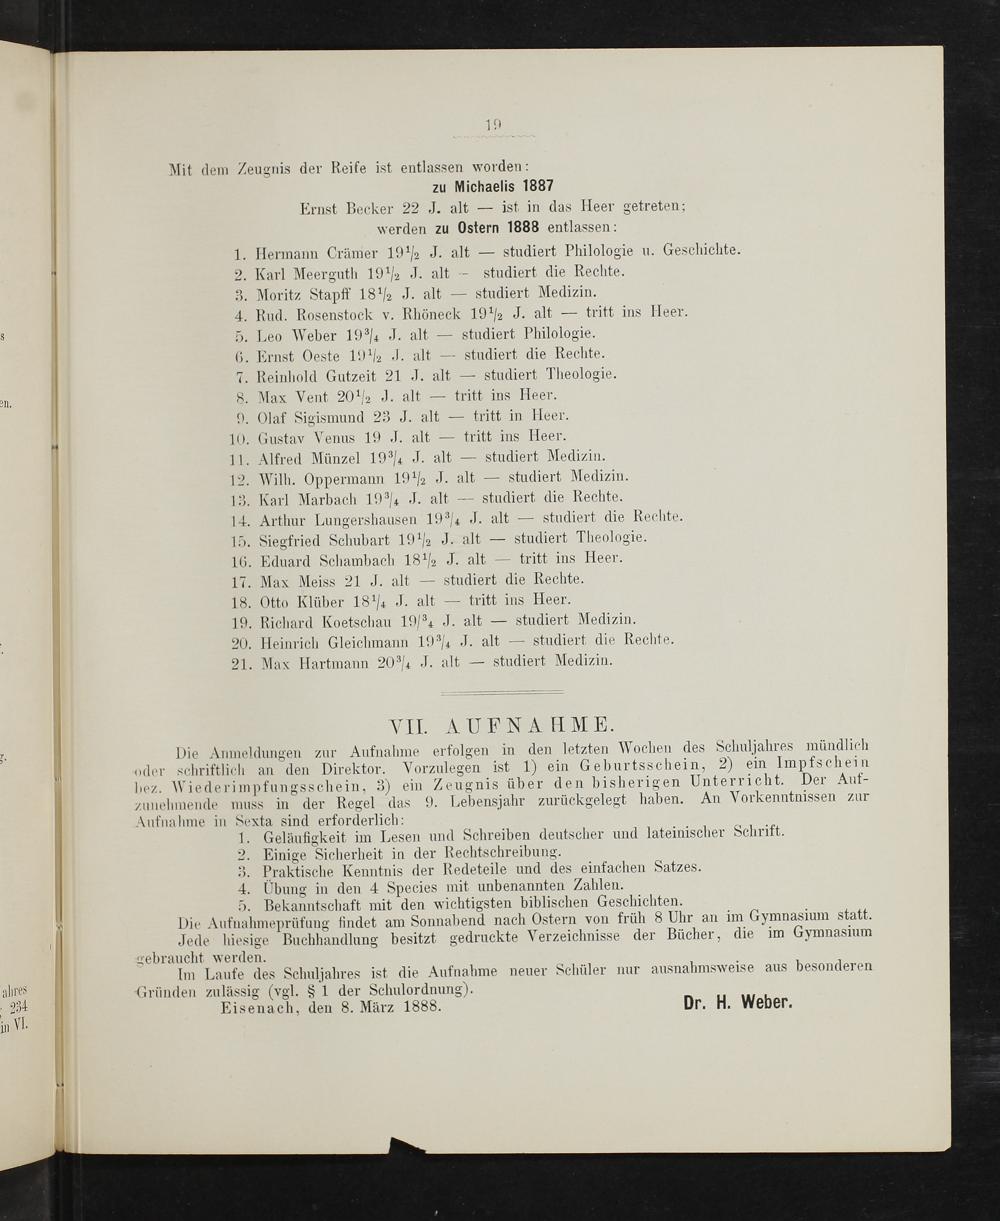 19
Mit dem Zeugnis der Reife ist entlassen worden:
zu Michaelis 1887
Ernst Becker 22 J. alt — ist in das Heer getreten;
werden zu Ostern 1888 entlassen:
1. Hermann Crämer 19½ J. alt — studiert Philologie u. Geschichte.
2. Karl Meerguth 19½ J. alt – studiert die Rechte.
3. Moritz Stapff 18½ J. alt — studiert Medizin.
4. Rud. Rosenstock v. Rhöneck 19½ J. alt — tritt ins Heer.
5. Leo Weber 19¾ J. alt — studiert Philologie.
6. Ernst Oeste 19½ J. alt — studiert die Rechte.
7. Reinhold Gutzeit 21 J. alt — studiert Theologie.
8. Max Vent 20½ J. alt — tritt ins Heer.
9. Olaf Sigismund 23 J. alt — tritt in Heer.
10. Gustav Venus 19 J. alt — tritt ins Heer.
11. Alfred Münzel 19¾ J. alt — studiert Medizin.
12. Wilh. Oppermann 19½ J. alt — studiert Medizin.
13. Karl Marbach 19¾ J. alt — studiert die Rechte.
14. Arthur Lungershausen 19¾ J. alt — studiert die Rechte.
15. Siegfried Schubart 19½ J. alt — studiert Theologie.
16. Eduard Schambach 18½ J. alt — tritt ins Heer.
17. Max Meiss 21 J. alt — studiert die Rechte.
18. Otto Klüber 18¼ J. alt — tritt ins Heer.
19. Richard Koetschau 19/³₄ J. alt — studiert Medizin.
20. Heinrich Gleichmann 19¾ J. alt — studiert die Rechte.
21. Max Hartmann 20¾ J. alt — studiert Medizin.
VII. AUFNAHME.
Die Anmeldungen zur Aufnahme erfolgen in den letzten Wochen des Schuljahres mündlich
oder schriftlich an den Direktor. Vorzulegen ist 1) ein Geburtsschein, 2) ein Impfschein
bez. Wiederimpfungsschein, 3) ein Zeugnis über den bisherigen Unterricht. Der Auf-
zunehmende muss in der Regel das 9. Lebensjahr zurückgelegt haben. An Vorkenntnissen zur
Aufnahme in Sexta sind erforderlich:
1. Geläufigkeit im Lesen und Schreiben deutscher und lateinischer Schrift.
2. Einige Sicherheit in der Rechtschreibung.
3. Praktische Kenntnis der Redeteile und des einfachen Satzes.
4. Übung in den 4 Species mit unbenannten Zahlen.
5. Bekanntschaft mit den wichtigsten biblischen Geschichten.
Die Aufnahmeprüfung findet am Sonnabend nach Ostern von früh 8 Uhr an im Gymnasium statt.
Jede hiesige Buchhandlung besitzt gedruckte Verzeichnisse der Bücher, die im Gymnasium
gebraucht werden.
Im Laufe des Schuljahres ist die Aufnahme neuer Schüler nur ausnahmsweise aus besonderen
Gründen zulässig (vgl. § 1 der Schulordnung).
Eisenach, den 8. März 1888.
Dr. H. Weber.
s
en.
g.
ahres
234
in VI.